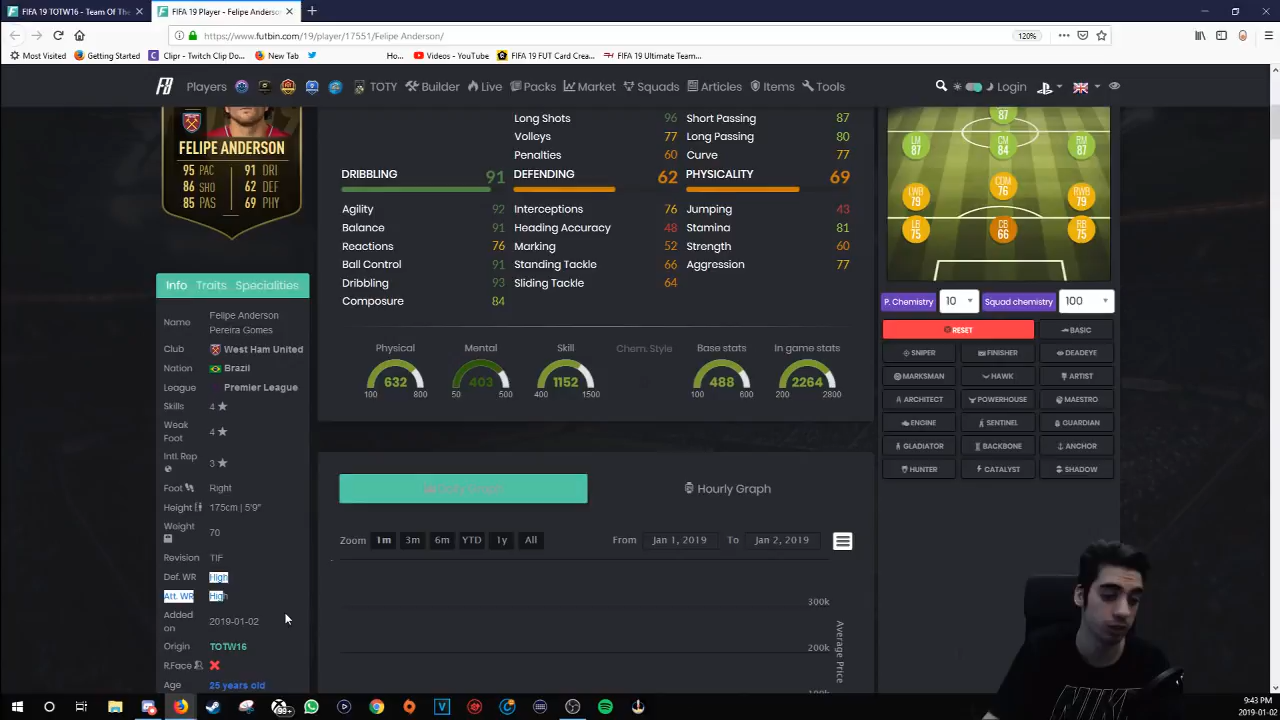 FIFA 19 TOTW16 - Team Of The
FIFA 19 Player - Felipe Anderson
https://www.futbin.com/19/player/17551/Felipe Anderson/
120%
Most Visited
Getting Started
Clipr - Twitch Clip Do...
New Tab
Ho...
Videos - YouTube
FIFA 19 FUT Card Crea...
FIFA 19 Ultimate Team...
Players
TOTY
Builder
Live
Packs
Market
Squads
Articles
Items
Tools
Login
FELIPE ANDERSON
95 PAC 91 DRI
86 SHO 62 DEF
85 PAS 69 PHY
Long Shots 96
Volleys 77
Penalties 60
Short Passing 87
Long Passing 80
Curve 77
DRIBBLING 91
Agility 92
Balance 91
Reactions 76
Ball Control 91
Dribbling 93
Composure 84
DEFENDING 62
Interceptions 76
Heading Accuracy 48
Marking 52
Standing Tackle 66
Sliding Tackle 64
PHYSICALITY 69
Jumping 43
Stamina 81
Strength 60
Aggression 77
87
LM 87
CM 84
RM 87
LWB 79
CDM 76
RWB 79
LB 75
CB 66
RB 75
P. Chemistry 10
Squad chemistry 100
RESET
BASIC
SNIPER
FINISHER
DEADEYE
MARKSMAN
HAWK
ARTIST
ARCHITECT
POWERHOUSE
MAESTRO
ENGINE
SENTINEL
GUARDIAN
GLADIATOR
BACKBONE
ANCHOR
HUNTER
CATALYST
SHADOW
Info Traits Specialities
Name Felipe Anderson
Pereira Gomes
Club West Ham United
Nation Brazil
League Premier League
Skills 4
Weak
Foot 4
Intl. Rep 3
Foot Right
Height 175cm | 5'9"
Weight 70
Revision TIF
Def. WR High
Att. WR High
Added
on 2019-01-02
Origin TOTW16
R.Face
Age 25 years old
Physical
632
100 800
Mental
403
50 500
Skill
1152
400 1500
Chem. Style
Base stats
488
100 600
In game stats
2264
1000 2800
Hourly Graph
Zoom 1m 3m 6m YTD 1y All
From Jan 1, 2019 To Jan 2, 2019
300k
200k
100k
Average Price
99+
9:43 PM
2019-01-02